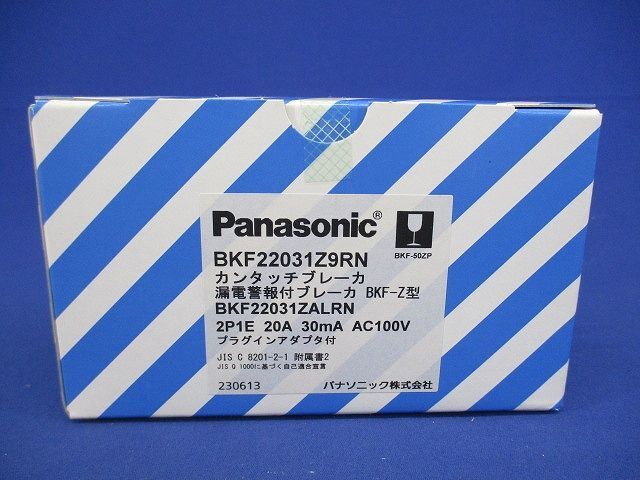 Panasonic®
BKF-50ZP
BKF22031Z9RN
カンタッチブレーカ
漏電警報付ブレーカ BKF-Z型
BKF22031ZALRN
2P1E 20A 30mA AC100V
プラグインアダプタ付
JIS C 8201-2-1 附属書2
JIS Q 1000に基づく自己適合宣言
230613 パナソニック株式会社